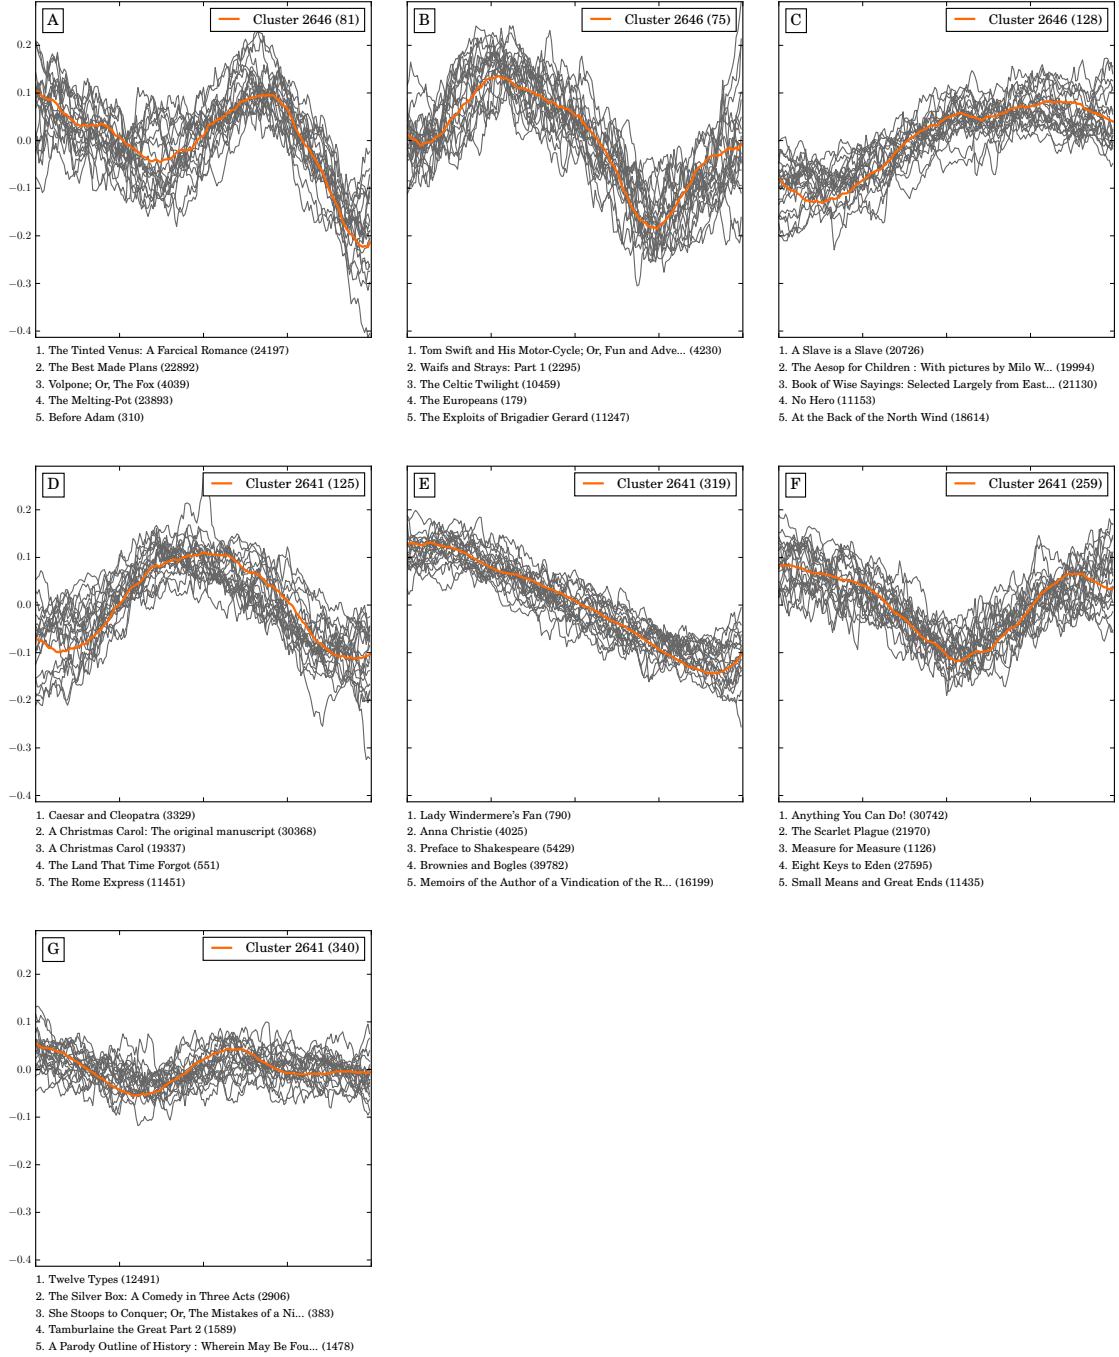 A
Cluster 2646 (81)
B
Cluster 2646 (75)
C
Cluster 2646 (128)
0.2
0.1
0.0
−0.1
−0.2
−0.3
−0.4
1. The Tinted Venus: A Farcical Romance (24197)
2. The Best Made Plans (22892)
3. Volpone; Or, The Fox (4039)
4. The Melting-Pot (23893)
5. Before Adam (310)
1. Tom Swift and His Motor-Cycle; Or, Fun and Adve... (4230)
2. Waifs and Strays: Part 1 (2295)
3. The Celtic Twilight (10459)
4. The Europeans (179)
5. The Exploits of Brigadier Gerard (11247)
1. A Slave is a Slave (20726)
2. The Aesop for Children : With pictures by Milo W... (19994)
3. Book of Wise Sayings: Selected Largely from East... (21130)
4. No Hero (11153)
5. At the Back of the North Wind (18614)
D
Cluster 2641 (125)
E
Cluster 2641 (319)
F
Cluster 2641 (259)
0.2
0.1
0.0
−0.1
−0.2
−0.3
−0.4
1. Caesar and Cleopatra (3329)
2. A Christmas Carol: The original manuscript (30368)
3. A Christmas Carol (19337)
4. The Land That Time Forgot (551)
5. The Rome Express (11451)
1. Lady Windermere's Fan (790)
2. Anna Christie (4025)
3. Preface to Shakespeare (5429)
4. Brownies and Bogles (39782)
5. Memoirs of the Author of a Vindication of the R... (16199)
1. Anything You Can Do! (30742)
2. The Scarlet Plague (21970)
3. Measure for Measure (1126)
4. Eight Keys to Eden (27595)
5. Small Means and Great Ends (11435)
G
Cluster 2641 (340)
0.2
0.1
0.0
−0.1
−0.2
−0.3
−0.4
1. Twelve Types (12491)
2. The Silver Box: A Comedy in Three Acts (2906)
3. She Stoops to Conquer; Or, The Mistakes of a Ni... (383)
4. Tamburlaine the Great Part 2 (1589)
5. A Parody Outline of History : Wherein May Be Fou... (1478)